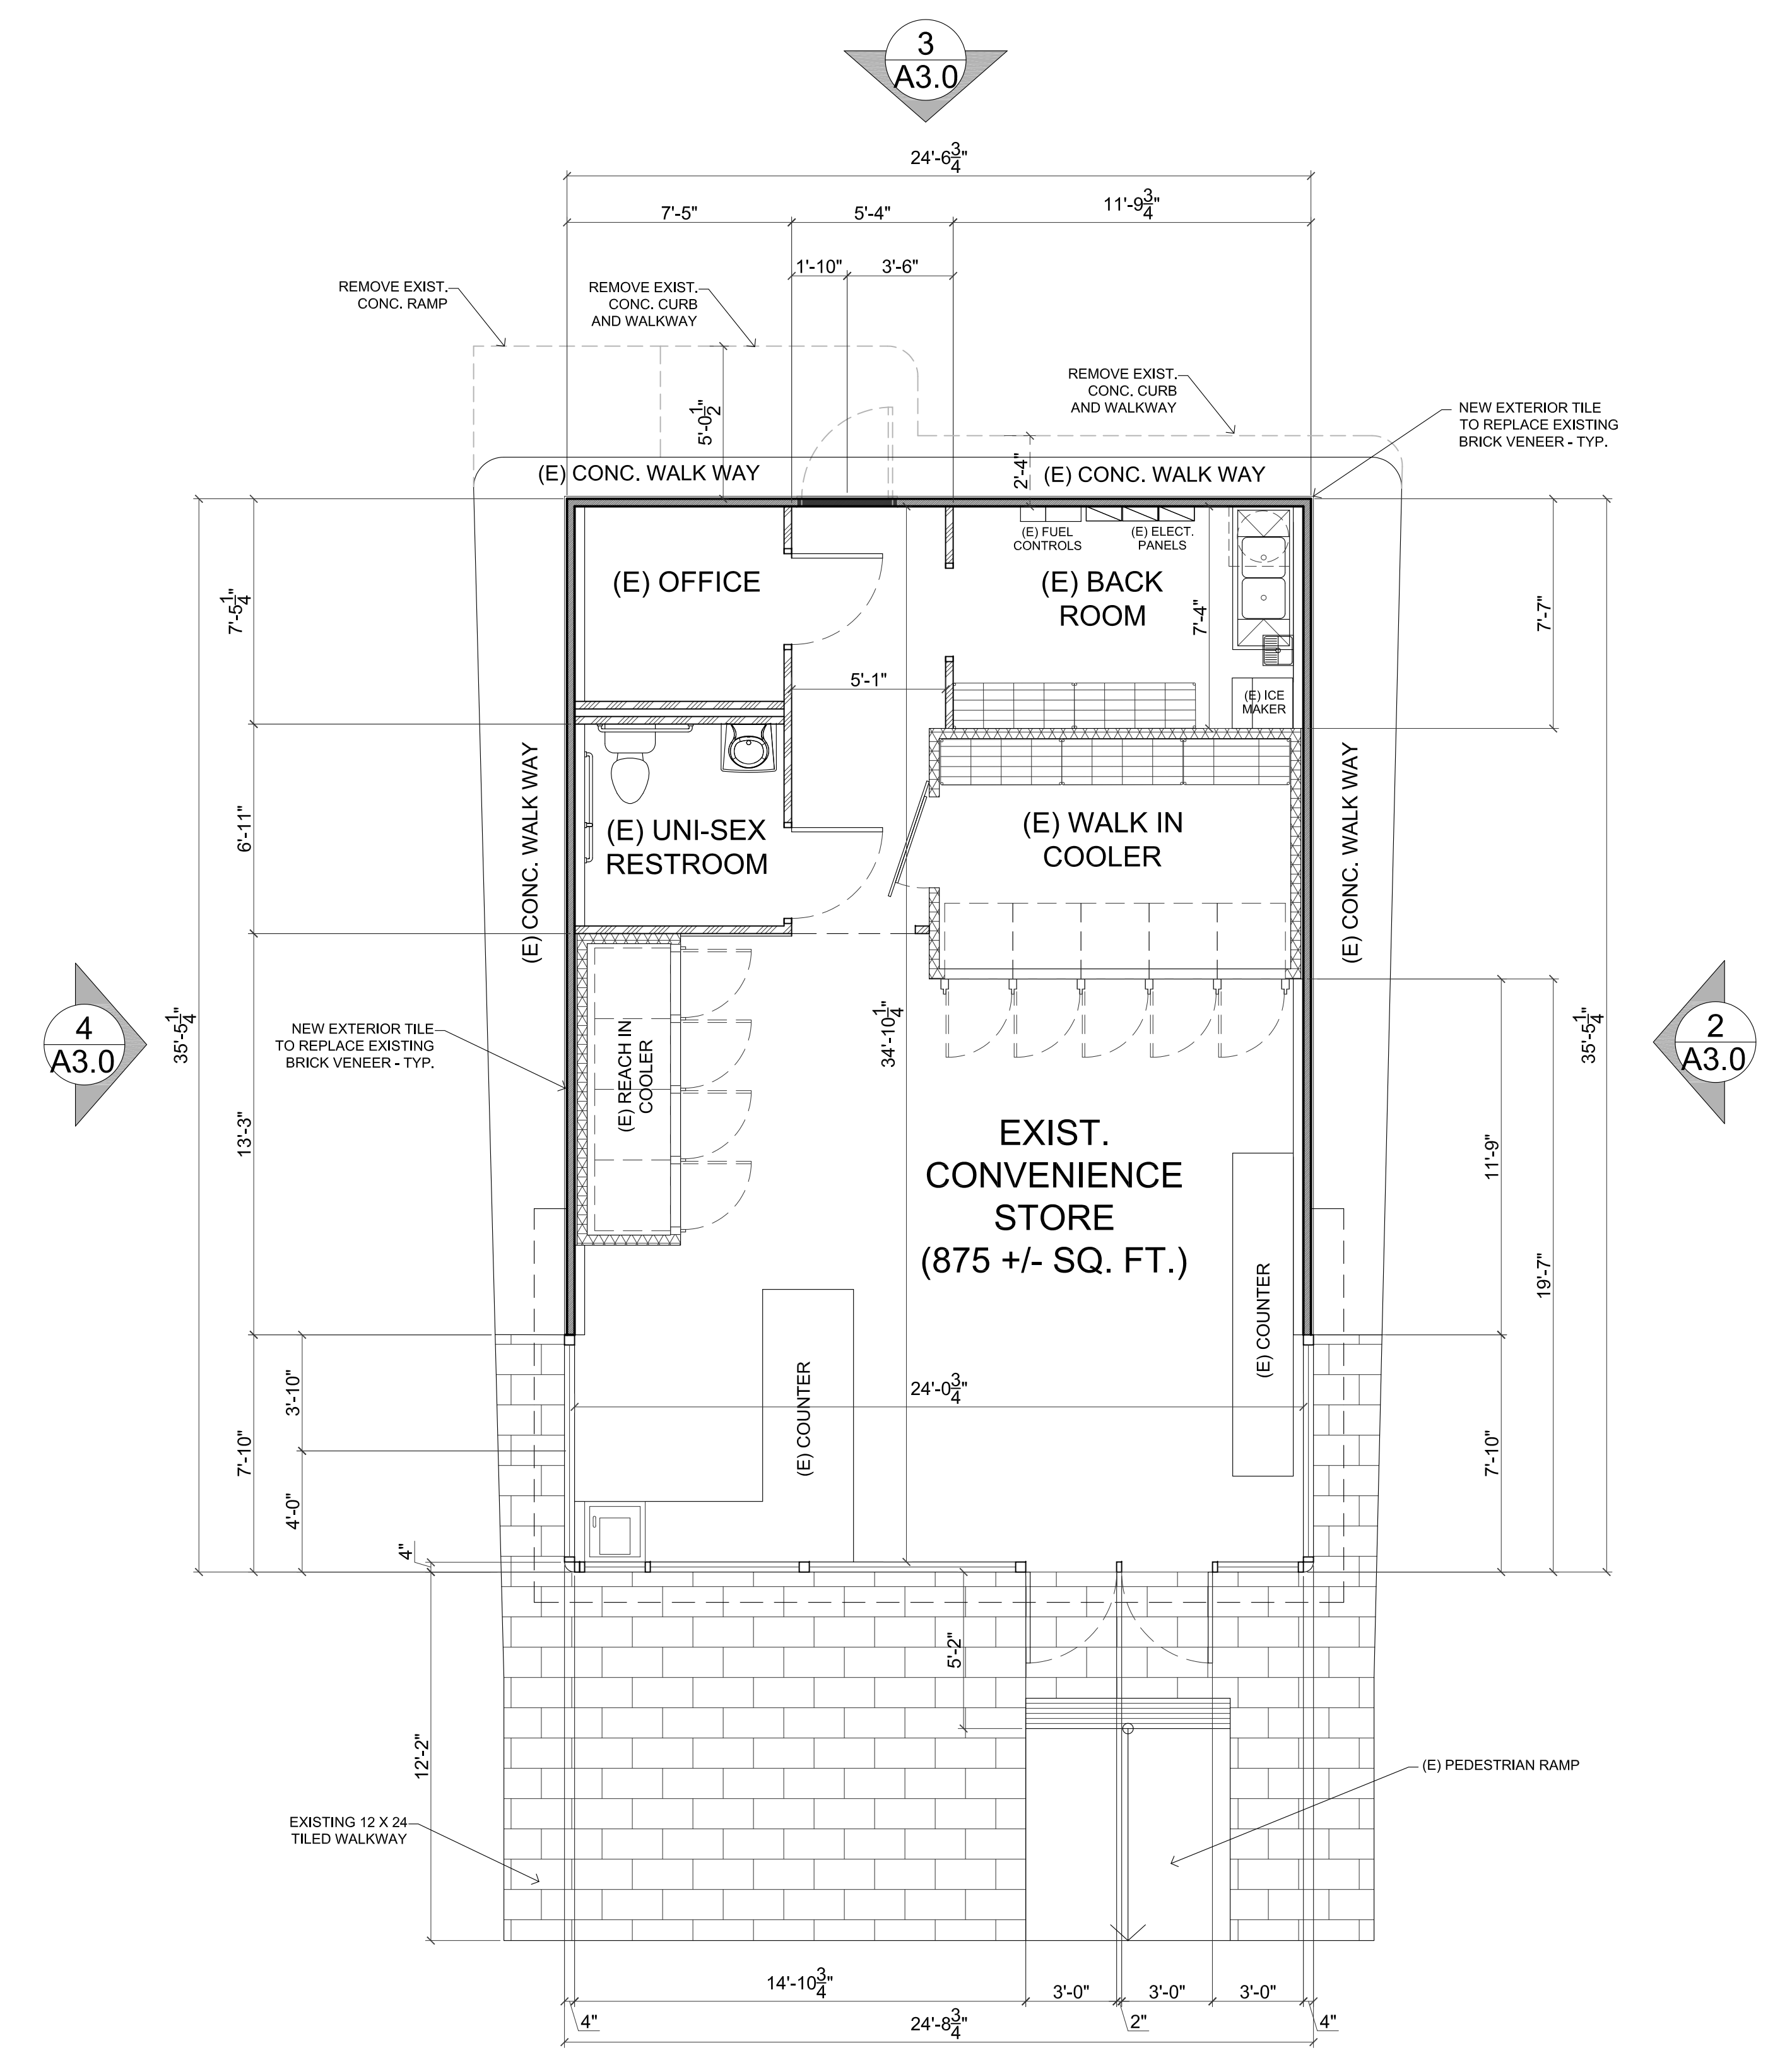 3
A3.0
24'-6 3/4"
7'-5"
5'-4"
11'-9 3/4"
1'-10"
3'-6"
REMOVE EXIST.
CONC. RAMP
REMOVE EXIST.
CONC. CURB
AND WALKWAY
REMOVE EXIST.
CONC. CURB
AND WALKWAY
NEW EXTERIOR TILE
TO REPLACE EXISTING
BRICK VENEER - TYP.
5'-0 1/2"
2'-4"
(E) CONC. WALK WAY
(E) CONC. WALK WAY
(E) FUEL
CONTROLS
(E) ELECT.
PANELS
(E) OFFICE
(E) BACK
ROOM
7'-5 1/4"
7'-4"
7'-7"
5'-1"
(E) ICE
MAKER
(E) UNI-SEX
RESTROOM
(E) WALK IN
COOLER
6'-11"
(E) CONC. WALK WAY
(E) CONC. WALK WAY
4
A3.0
2
A3.0
35'-5 1/4"
35'-5 1/4"
34'-10 1/4"
NEW EXTERIOR TILE
TO REPLACE EXISTING
BRICK VENEER - TYP.
(E) REACH IN
COOLER
13'-3"
11'-9"
19'-7"
EXIST.
CONVENIENCE
STORE
(875 +/- SQ. FT.)
(E) COUNTER
(E) COUNTER
24'-0 3/4"
3'-10"
7'-10"
4'-0"
7'-10"
4"
5'-2"
12'-2"
(E) PEDESTRIAN RAMP
EXISTING 12 X 24
TILED WALKWAY
14'-10 3/4"
3'-0"
3'-0"
3'-0"
4"
24'-8 3/4"
2"
4"